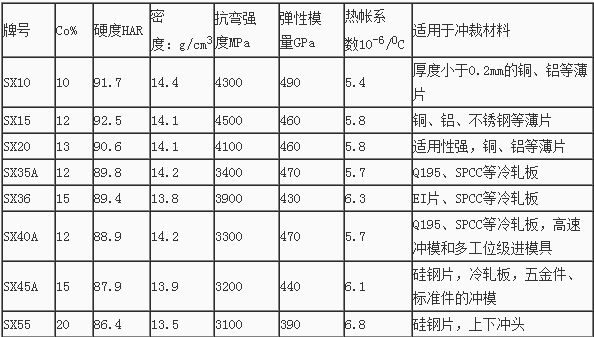 牌号 Co% 硬度HAR 密度：g/cm3 抗弯强度MPa 弹性模量GPa 热帐系数10-6/0C 适用于冲裁材料
SX10 10 91.7 14.4 4300 490 5.4 厚度小于0.2mm的铜、铝等薄片
SX15 12 92.5 14.1 4500 460 5.8 铜、铝、不锈钢等薄片
SX20 13 90.6 14.1 4100 460 5.8 适用性强，铜、铝等薄片
SX35A 12 89.8 14.2 3400 470 5.7 Q195、SPCC等冷轧板
SX36 15 89.4 13.8 3900 430 6.3 EI片、SPCC等冷轧板
SX40A 12 88.9 14.2 3300 470 5.7 Q195、SPCC等冷轧板，高速冲模和多工位级进模具
SX45A 15 87.9 13.9 3200 440 6.1 硅钢片，冷轧板，五金件、标准件的冲模
SX55 20 86.4 13.5 3100 390 6.8 硅钢片，上下冲头